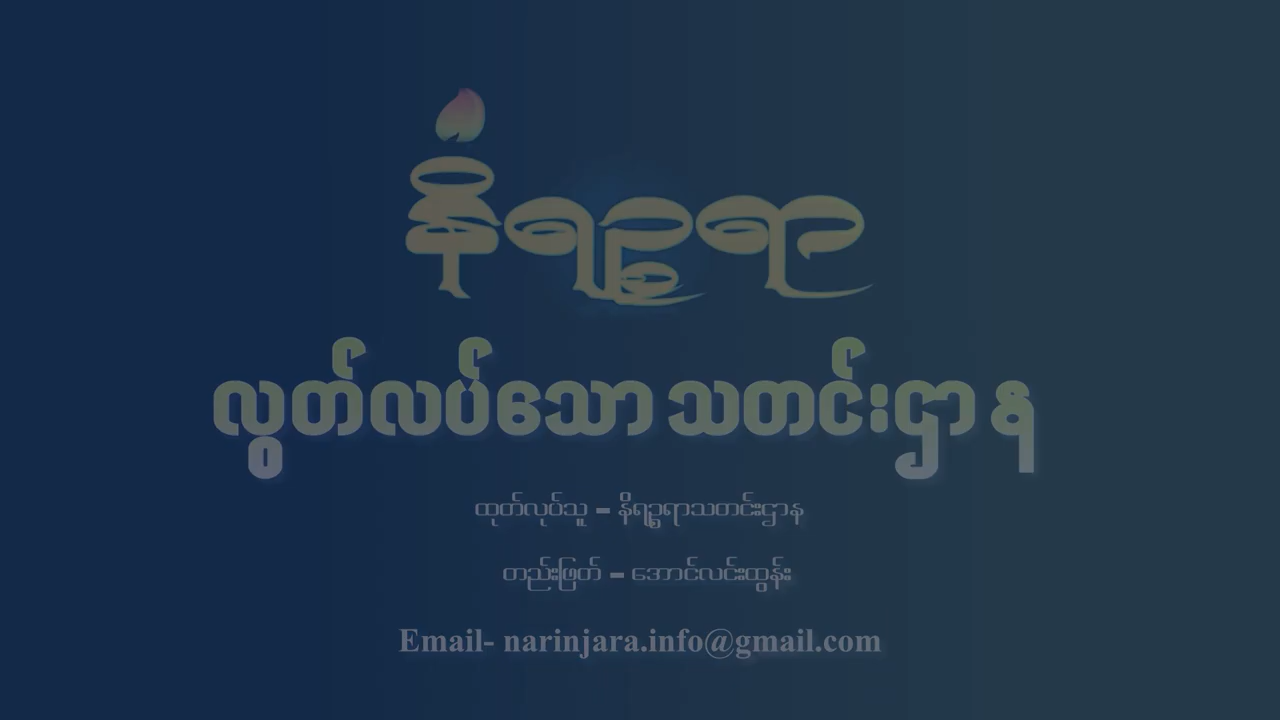 နိရဉ္စရာ
လွတ်လပ်သော သတင်းဌာန
ထုတ်လုပ်သူ – နိရဉ္စရာသတင်းဌာန
တည်းဖြတ် – အောင်လင်းထွန်း
Email- narinjara.info@gmail.com